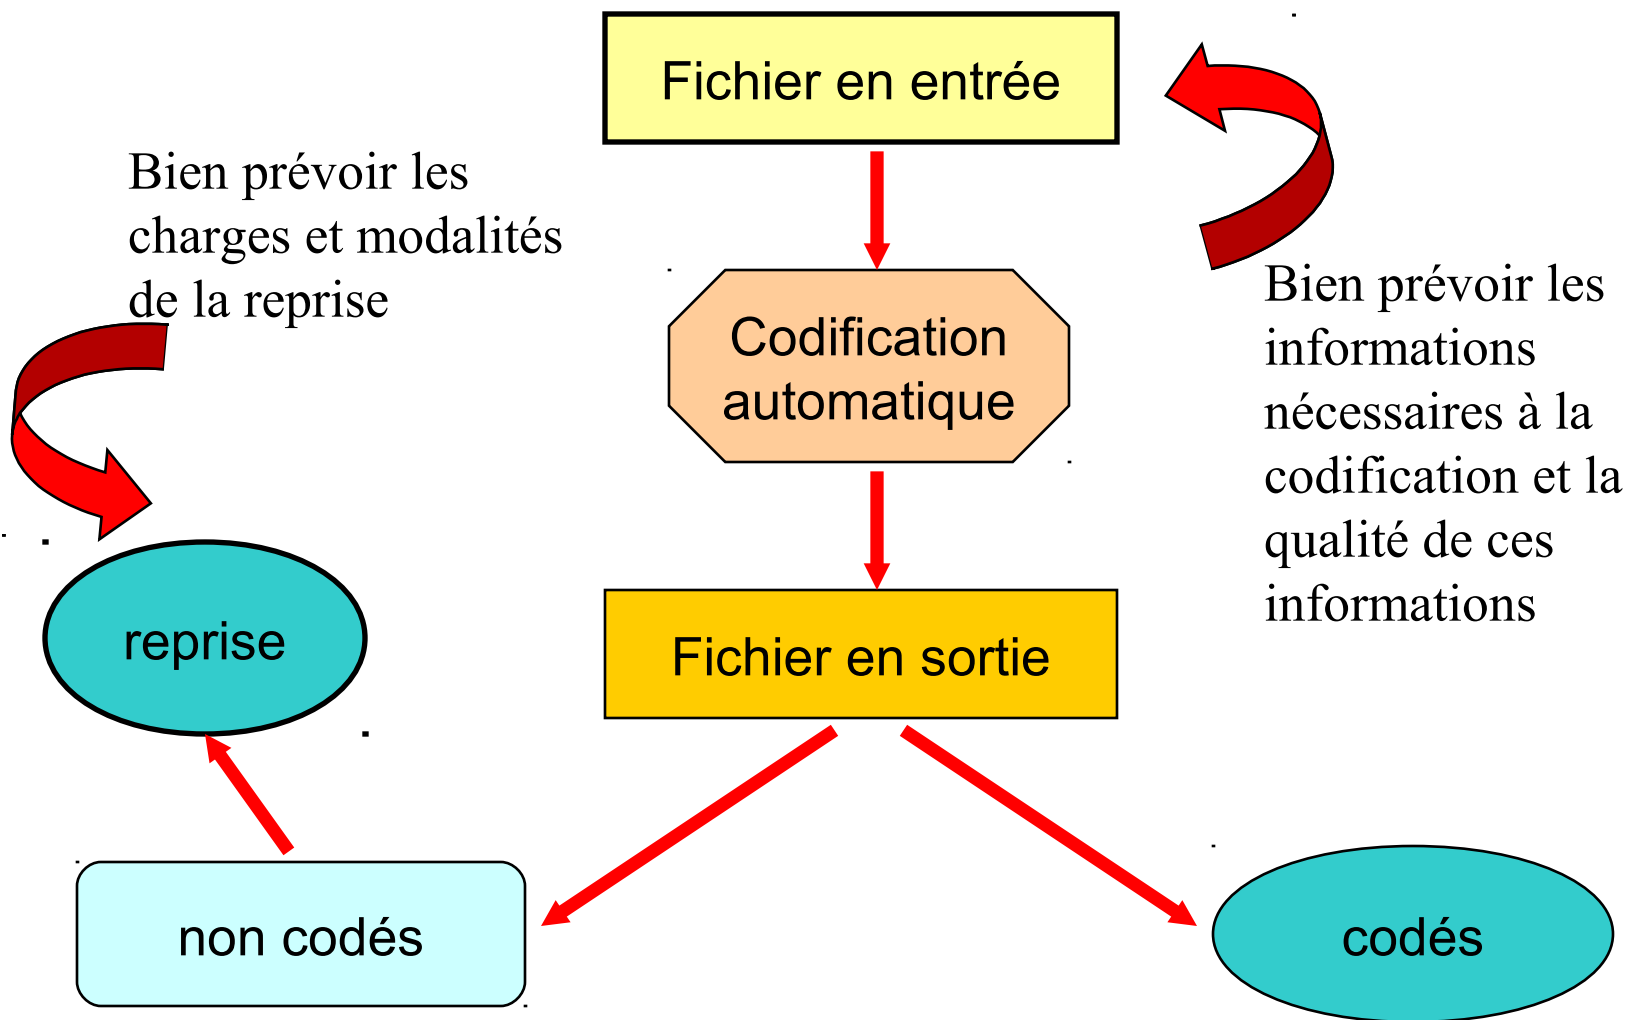 Fichier en entrée
Bien prévoir les
charges et modalités
de la reprise
Codification
automatique
Bien prévoir les
informations
nécessaires à la
codification et la
qualité de ces
informations
reprise
Fichier en sortie
non codés
codés